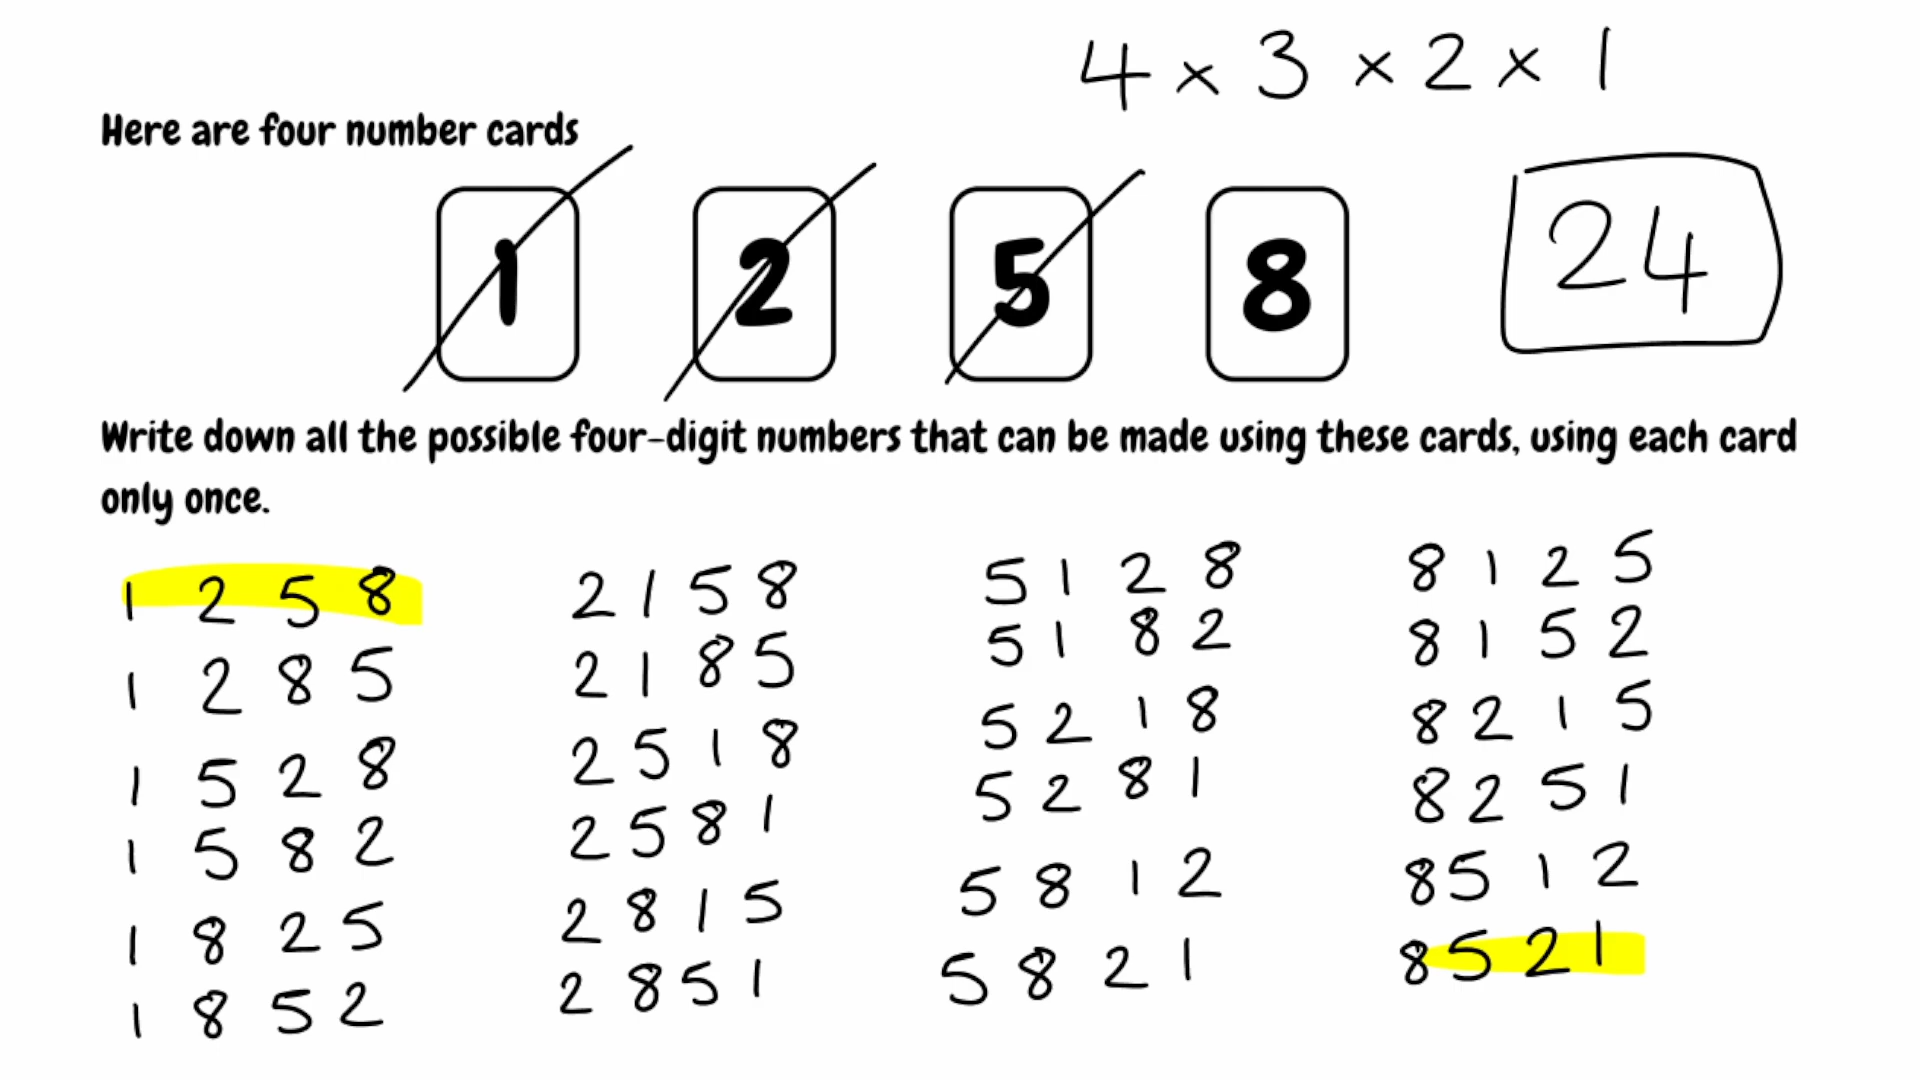 4 × 3 × 2 × 1
Here are four number cards
1 2 5 8
24
Write down all the possible four-digit numbers that can be made using these cards, using each card
only once.
1 2 5 8
1 2 8 5
1 5 2 8
1 5 8 2
1 8 2 5
1 8 5 2
2 1 5 8
2 1 8 5
2 5 1 8
2 5 8 1
2 8 1 5
2 8 5 1
5 1 2 8
5 1 8 2
5 2 1 8
5 2 8 1
5 8 1 2
5 8 2 1
8 1 2 5
8 1 5 2
8 2 1 5
8 2 5 1
8 5 1 2
8 5 2 1